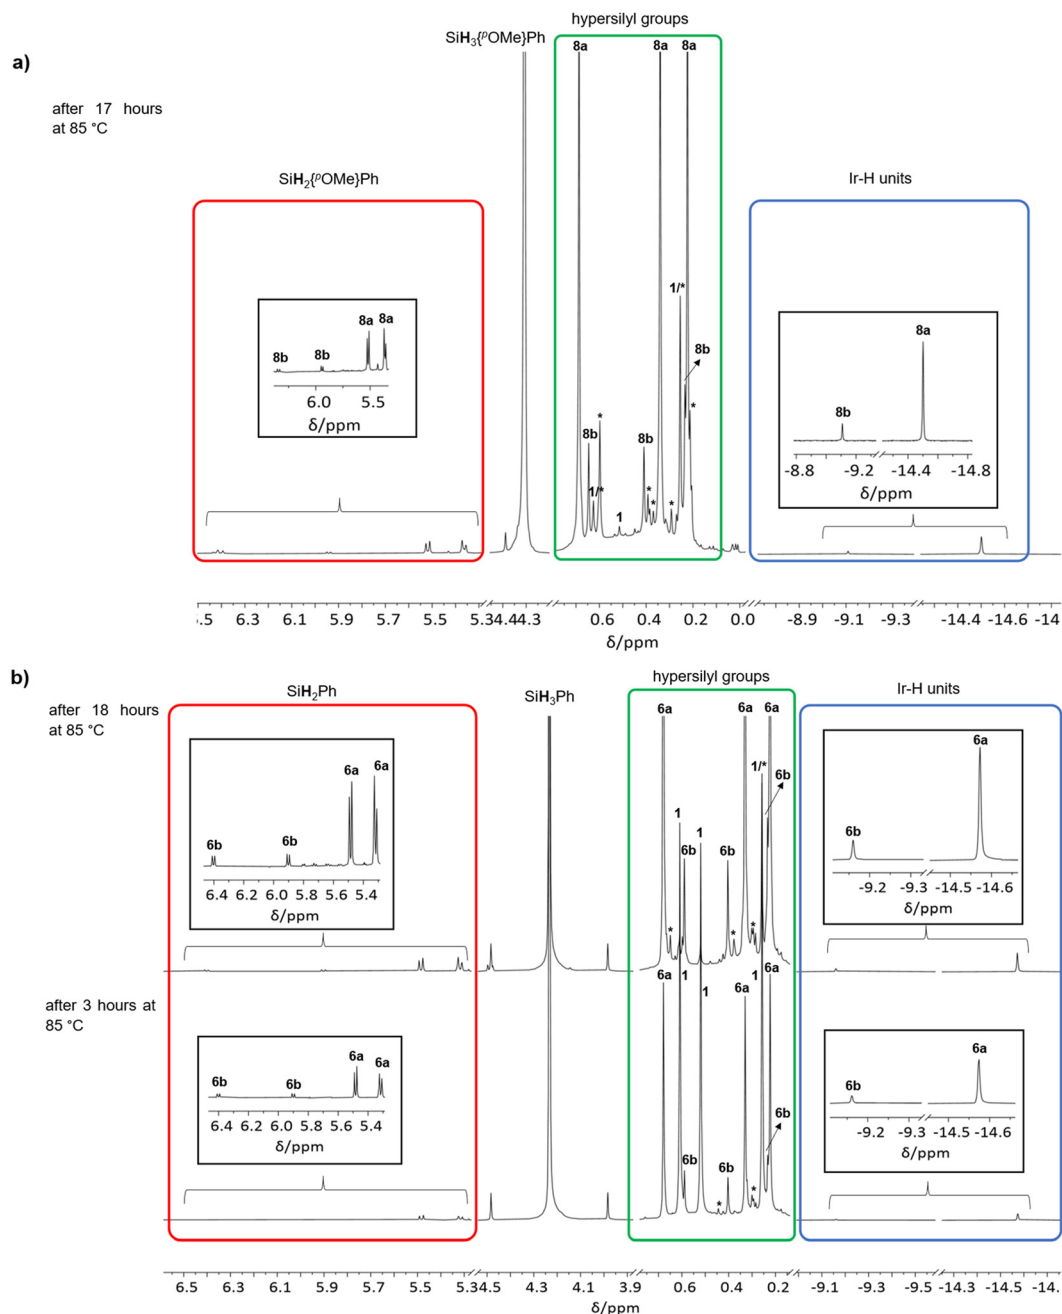 a)
after 17 hours
at 85 °C
SiH₃{ᵖOMe}Ph
hypersilyl groups
8a 8a 8a
SiH₂{ᵖOMe}Ph
Ir-H units
8b 8b 8a 8a
6.0 5.5
δ/ppm
8b 1/* * 1 8b * * * 1/* 8b *
8b 8a
-8.8 -9.2 -14.4 -14.8
δ/ppm
.5 6.3 6.1 5.9 5.7 5.5 5.3 4.4 4.3 0.6 0.4 0.2 0.0 -8.9 -9.1 -9.3 -14.4 -14.6 -14
δ/ppm
b)
after 18 hours
at 85 °C
SiH₂Ph
SiH₃Ph
hypersilyl groups
Ir-H units
6b 6b 6a 6a
6.4 6.2 6.0 5.8 5.6 5.4
δ/ppm
6a 6a 6a
* 1 6b 1 6b * * 1/* 6b
6b 6a
-9.2 -9.3 -14.5 -14.6
δ/ppm
after 3 hours at
85 °C
6b 6b 6a 6a
6.4 6.2 6.0 5.8 5.6 5.4
δ/ppm
6a 1 6b 1 * 6b 6a * 1 6b 6a
6b 6a
-9.2 -9.3 -14.5 -14.6
δ/ppm
6.5 6.3 6.1 5.9 5.7 5.5 5.3 4.5 4.3 4.1 3.9 0.6 0.4 0.2 -9.1 -9.3 -9.5 -14.3 -14.5 -14.
δ/ppm